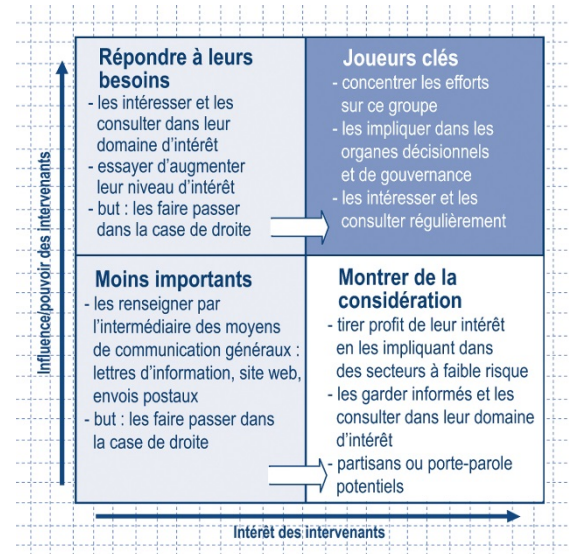 Influence/pouvoir des intervenants
Répondre à leurs
besoins
- les intéresser et les
consulter dans leur
domaine d'intérêt
- essayer d'augmenter
leur niveau d'intérêt
- but : les faire passer
dans la case de droite
Joueurs clés
- concentrer les efforts
sur ce groupe
- les impliquer dans les
organes décisionnels
et de gouvernance
- les intéresser et les
consulter régulièrement
Moins importants
- les renseigner par
l'intermédiaire des moyens
de communication généraux :
lettres d'information, site web,
envois postaux
- but : les faire passer dans
la case de droite
Montrer de la
considération
- tirer profit de leur intérêt
en les impliquant dans
des secteurs à faible risque
- les garder informés et les
consulter dans leur domaine
d'intérêt
- partisans ou porte-parole
potentiels
Intérêt des intervenants